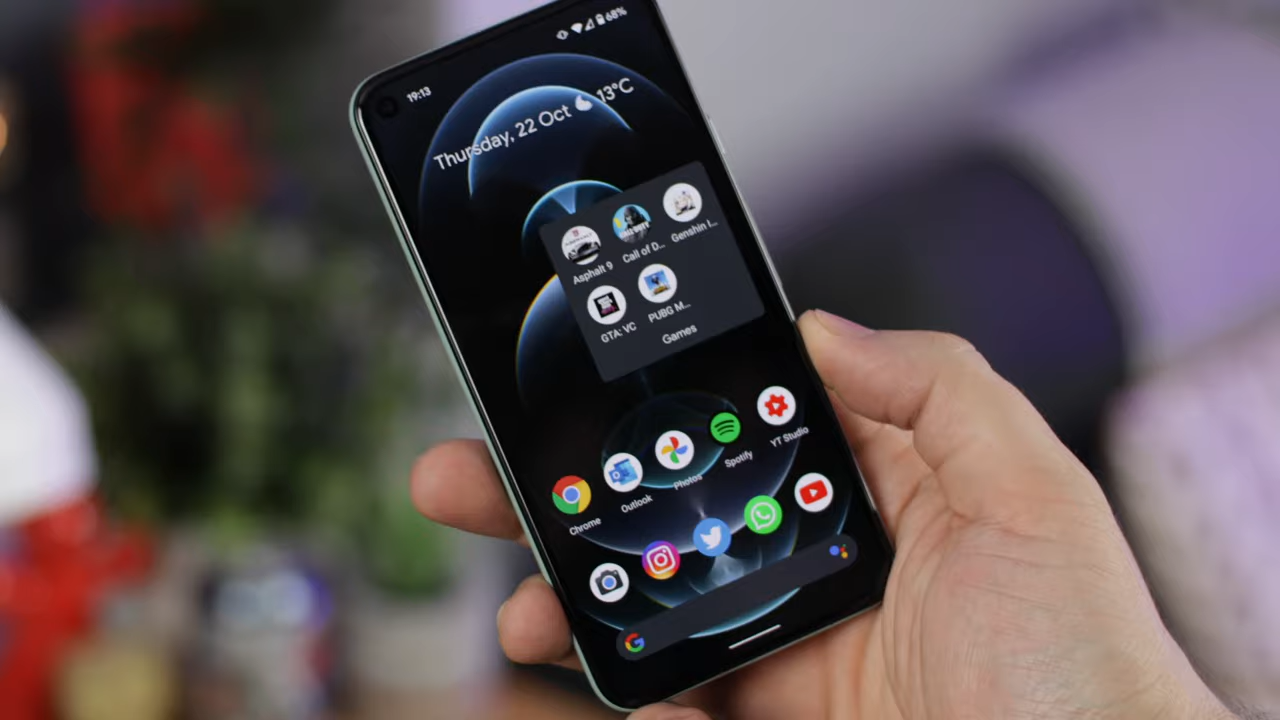 19:13
68%
Thursday, 22 Oct 13°C
Asphalt 9
Call of D...
Genshin I...
GTA: VC
PUBG M...
Games
Chrome
Outlook
Photos
Spotify
YT Studio